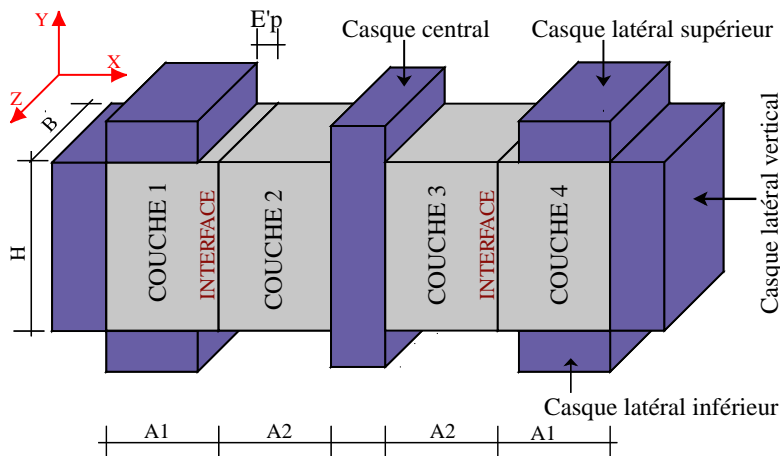 E'p
Y
Casque central
Casque latéral supérieur
X
Z
B
H
COUCHE 1
INTERFACE
COUCHE 2
COUCHE 3
INTERFACE
COUCHE 4
Casque latéral vertical
Casque latéral inférieur
A1
A2
A2
A1